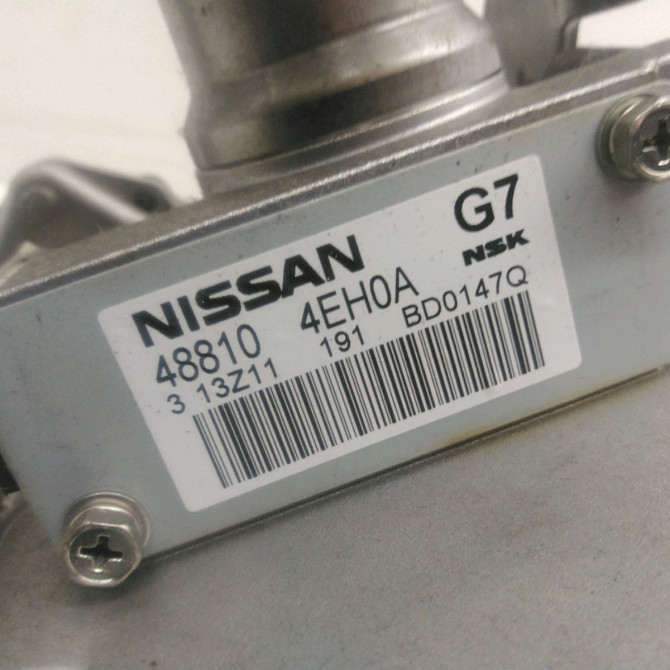 NISSAN G7
48810 4EH0A NSK
3 13Z11 191 BD0147Q